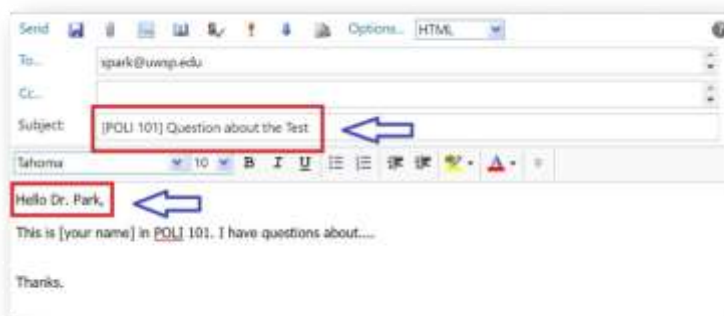 Send Options... HTML
To... spark@uwsp.edu
Cc...
Subject: [POLI 101] Question about the Test
Tahoma 10 B I U A
Hello Dr. Park,
This is [your name] in POLI 101. I have questions about....
Thanks.